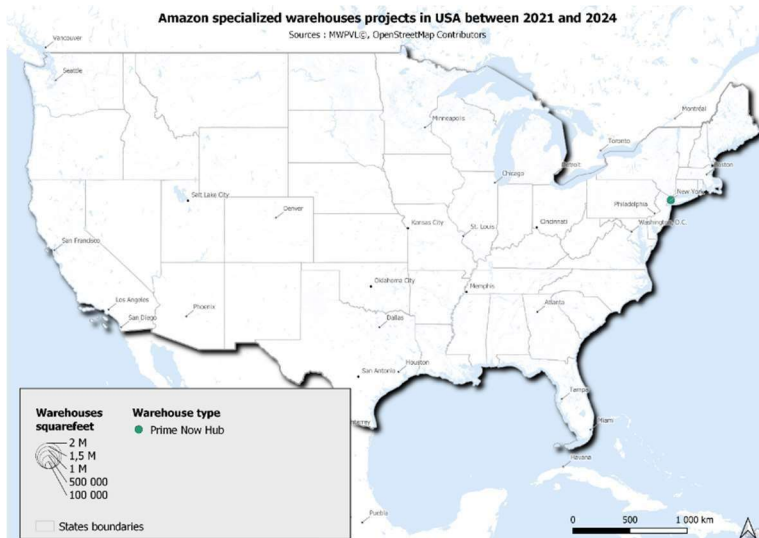 Amazon specialized warehouses projects in USA between 2021 and 2024
Sources : MWPVL©, OpenStreetMap Contributors
Vancouver
Seattle
Montréal
Minneapolis
Toronto
Detroit
Boston
Chicago
New York
Salt Lake City
Philadelphia
Denver
Kansas City
St. Louis
Cincinnati
Washington, D.C.
San Francisco
Oklahoma City
Memphis
Los Angeles
Phoenix
Atlanta
San Diego
Dallas
San Antonio
Houston
Tampa
Miami
Havana
Puebla
Warehouses
squarefeet
2 M
1,5 M
1 M
500 000
100 000
Warehouse type
Prime Now Hub
States boundaries
0 500 1 000 km